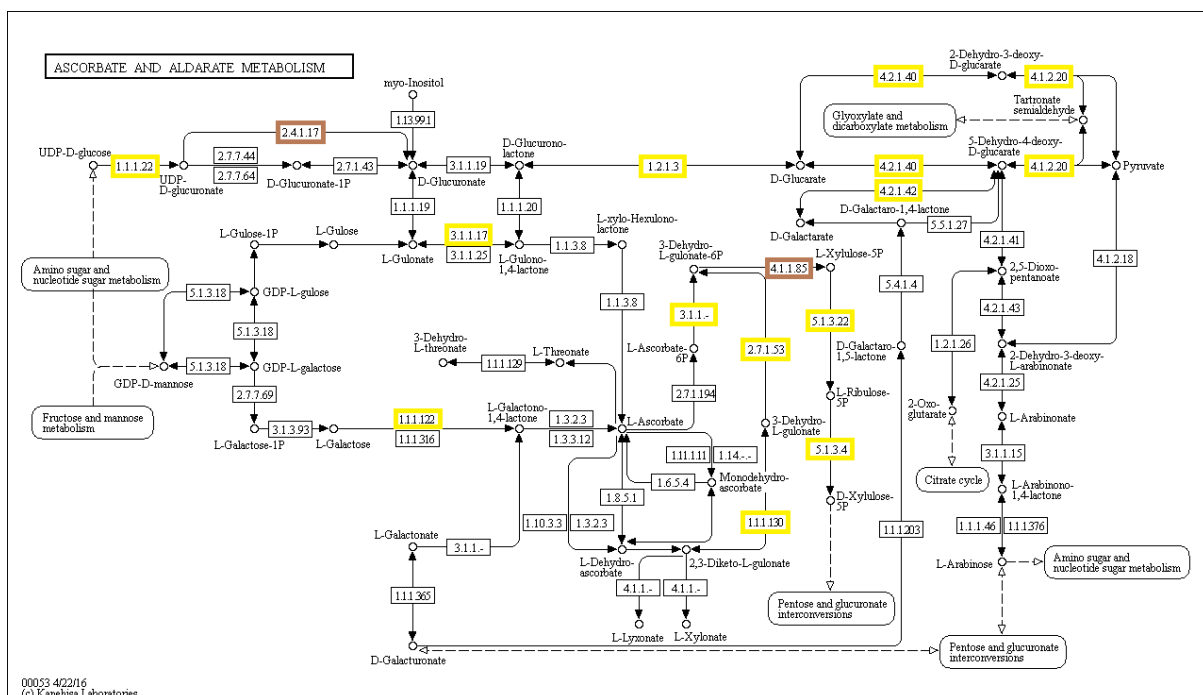 ASCORBATE AND ALDARATE METABOLISM
2-Dehydro-3-deoxy-
D-glucarate
4.2.1.40
4.1.2.20
myo-Inositol
1.13.99.1
Glyoxylate and
dicarboxylate metabolism
Tartronate
semialdehyde
2.4.1.17
UDP-D-glucose
1.1.1.22
UDP-
D-glucuronate
2.7.7.44
2.7.7.64
D-Glucuronate-1P
2.7.1.43
D-Glucuronate
3.1.1.19
D-Glucurono-
lactone
1.2.1.3
D-Glucarate
4.2.1.40
5-Dehydro-4-deoxy-
D-glucarate
4.1.2.20
Pyruvate
4.2.1.42
D-Galactarate
D-Galactaro-1,4-lactone
5.5.1.27
1.1.1.19
1.1.1.20
L-Gulose-1P
L-Gulose
L-Gulonate
3.1.1.17
3.1.1.25
L-Gulono-
1,4-lactone
1.1.3.8
L-xylo-Hexulono-
lactone
3-Dehydro-
L-gulonate-6P
4.1.1.85
L-Xylulose-5P
4.2.1.41
4.1.2.18
Amino sugar and
nucleotide sugar metabolism
5.1.3.18
GDP-L-gulose
1.1.3.8
5.4.1.4
2,5-Dioxo-
pentanoate
3.1.1.-
5.1.3.22
4.2.1.43
5.1.3.18
3-Dehydro-
L-threonate
1.1.1.129
L-Threonate
L-Ascorbate-
6P
2.7.1.53
D-Galactaro-
1,5-lactone
1.2.1.26
2-Dehydro-3-deoxy-
L-arabinonate
GDP-D-mannose
5.1.3.18
GDP-L-galactose
2.7.7.69
2.7.1.194
L-Ribulose-
5P
4.2.1.25
Fructose and mannose
metabolism
L-Galactose-1P
3.1.3.93
L-Galactose
1.1.1.122
1.1.1.316
L-Galactono-
1,4-lactone
1.3.2.3
1.3.3.12
L-Ascorbate
3-Dehydro-
L-gulonate
2-Oxo-
glutarate
L-Arabinonate
5.1.3.4
1.11.1.11
1.14.-.-
3.1.1.15
1.6.5.4
Monodehydro-
ascorbate
1.8.5.1
Citrate cycle
D-Xylulose-
5P
L-Arabinono-
1,4-lactone
1.10.3.3
1.3.2.3
1.1.1.130
1.1.1.203
1.1.1.46
1.1.1.376
L-Galactonate
3.1.1.-
L-Dehydro-
ascorbate
2,3-Diketo-L-gulonate
L-Arabinose
Amino sugar and
nucleotide sugar metabolism
1.1.1.365
4.1.1.-
4.1.1.-
Pentose and glucuronate
interconversions
L-Lyxonate
L-Xylonate
D-Galacturonate
Pentose and glucuronate
interconversions
00053 4/22/16
(c) Kanehisa Laboratories